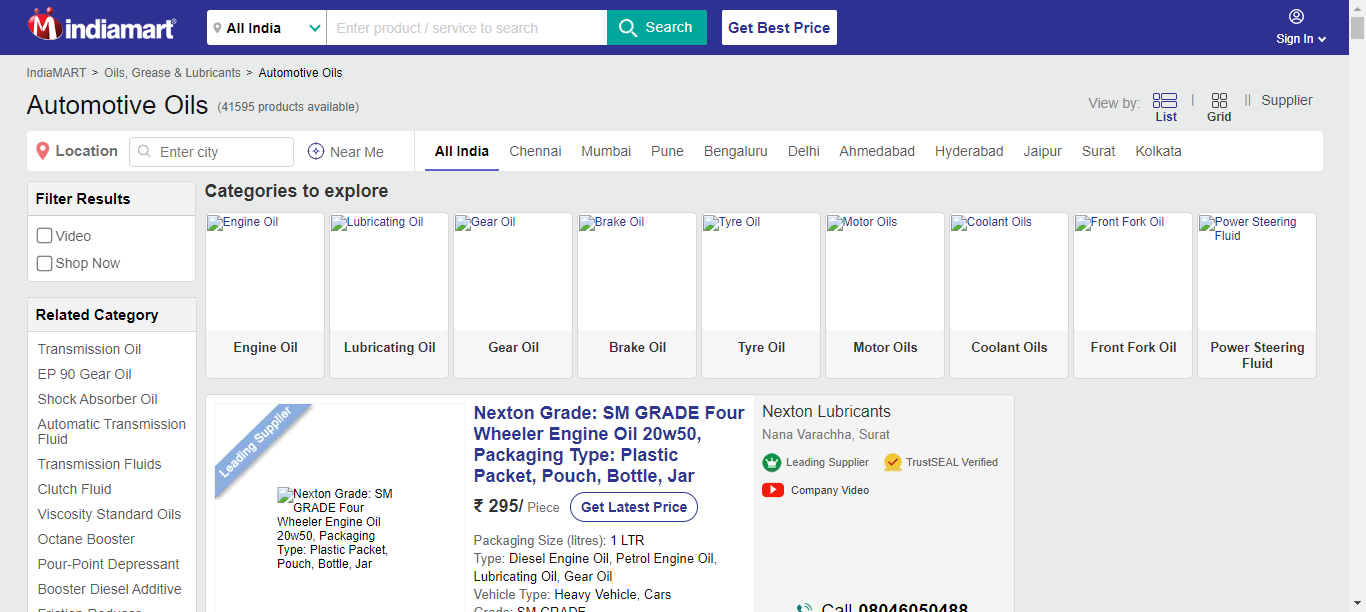 indiamart
All India
Enter product / service to search
Search
Get Best Price
Sign In
IndiaMART > Oils, Grease & Lubricants > Automotive Oils
Automotive Oils (41595 products available)
View by:
List
Grid
Supplier
Location
Enter city
Near Me
All India
Chennai
Mumbai
Pune
Bengaluru
Delhi
Ahmedabad
Hyderabad
Jaipur
Surat
Kolkata
Filter Results
Video
Shop Now
Related Category
Transmission Oil
EP 90 Gear Oil
Shock Absorber Oil
Automatic Transmission
Fluid
Transmission Fluids
Clutch Fluid
Viscosity Standard Oils
Octane Booster
Pour-Point Depressant
Booster Diesel Additive
Friction Reducer
Categories to explore
Engine Oil
Lubricating Oil
Gear Oil
Brake Oil
Tyre Oil
Motor Oils
Coolant Oils
Front Fork Oil
Power Steering
Fluid
Engine Oil
Lubricating Oil
Gear Oil
Brake Oil
Tyre Oil
Motor Oils
Coolant Oils
Front Fork Oil
Power Steering
Fluid
Leading Supplier
Nexton Grade: SM
GRADE Four
Wheeler Engine Oil
20w50, Packaging
Type: Plastic Packet,
Pouch, Bottle, Jar
Nexton Grade: SM GRADE Four
Wheeler Engine Oil 20w50,
Packaging Type: Plastic
Packet, Pouch, Bottle, Jar
₹ 295/ Piece
Get Latest Price
Packaging Size (litres): 1 LTR
Type: Diesel Engine Oil, Petrol Engine Oil,
Lubricating Oil, Gear Oil
Vehicle Type: Heavy Vehicle, Cars
Grade: SM GRADE
Nexton Lubricants
Nana Varachha, Surat
Leading Supplier
TrustSEAL Verified
Company Video
Call 08046050488